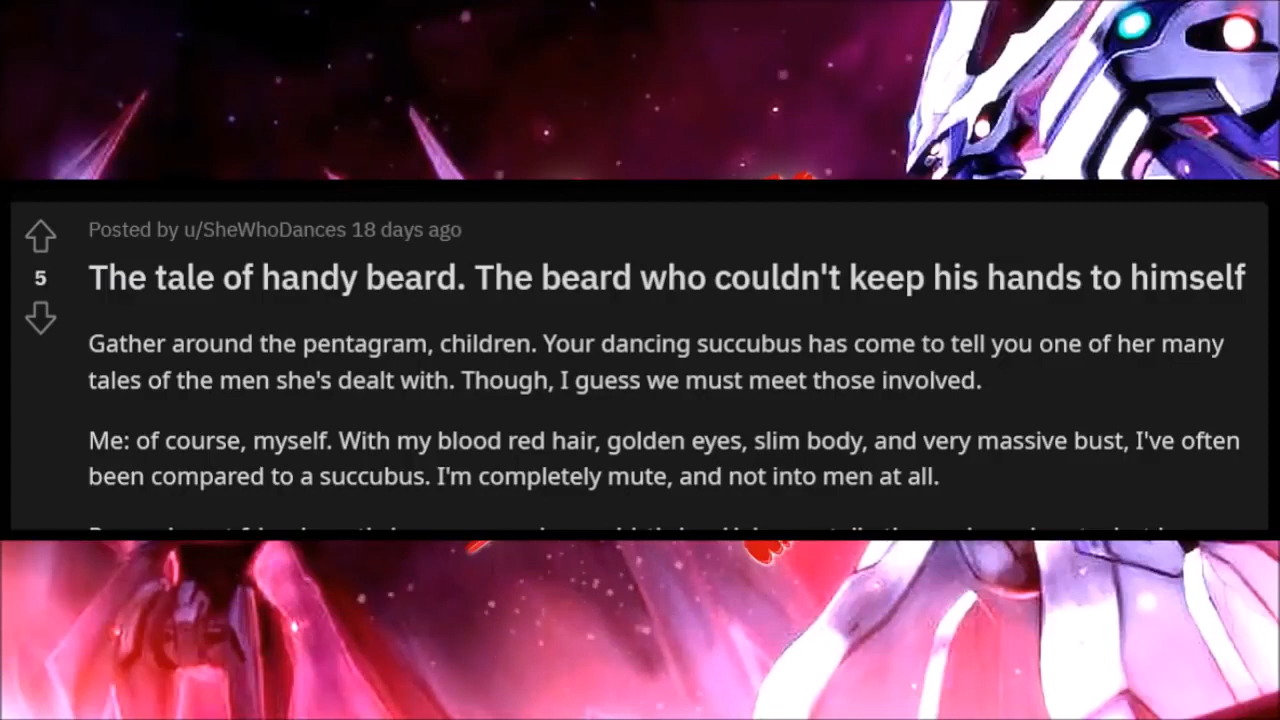 Posted by u/SheWhoDances 18 days ago
5
The tale of handy beard. The beard who couldn't keep his hands to himself
Gather around the pentagram, children. Your dancing succubus has come to tell you one of her many
tales of the men she's dealt with. Though, I guess we must meet those involved.
Me: of course, myself. With my blood red hair, golden eyes, slim body, and very massive bust, I've often
been compared to a succubus. I'm completely mute, and not into men at all.